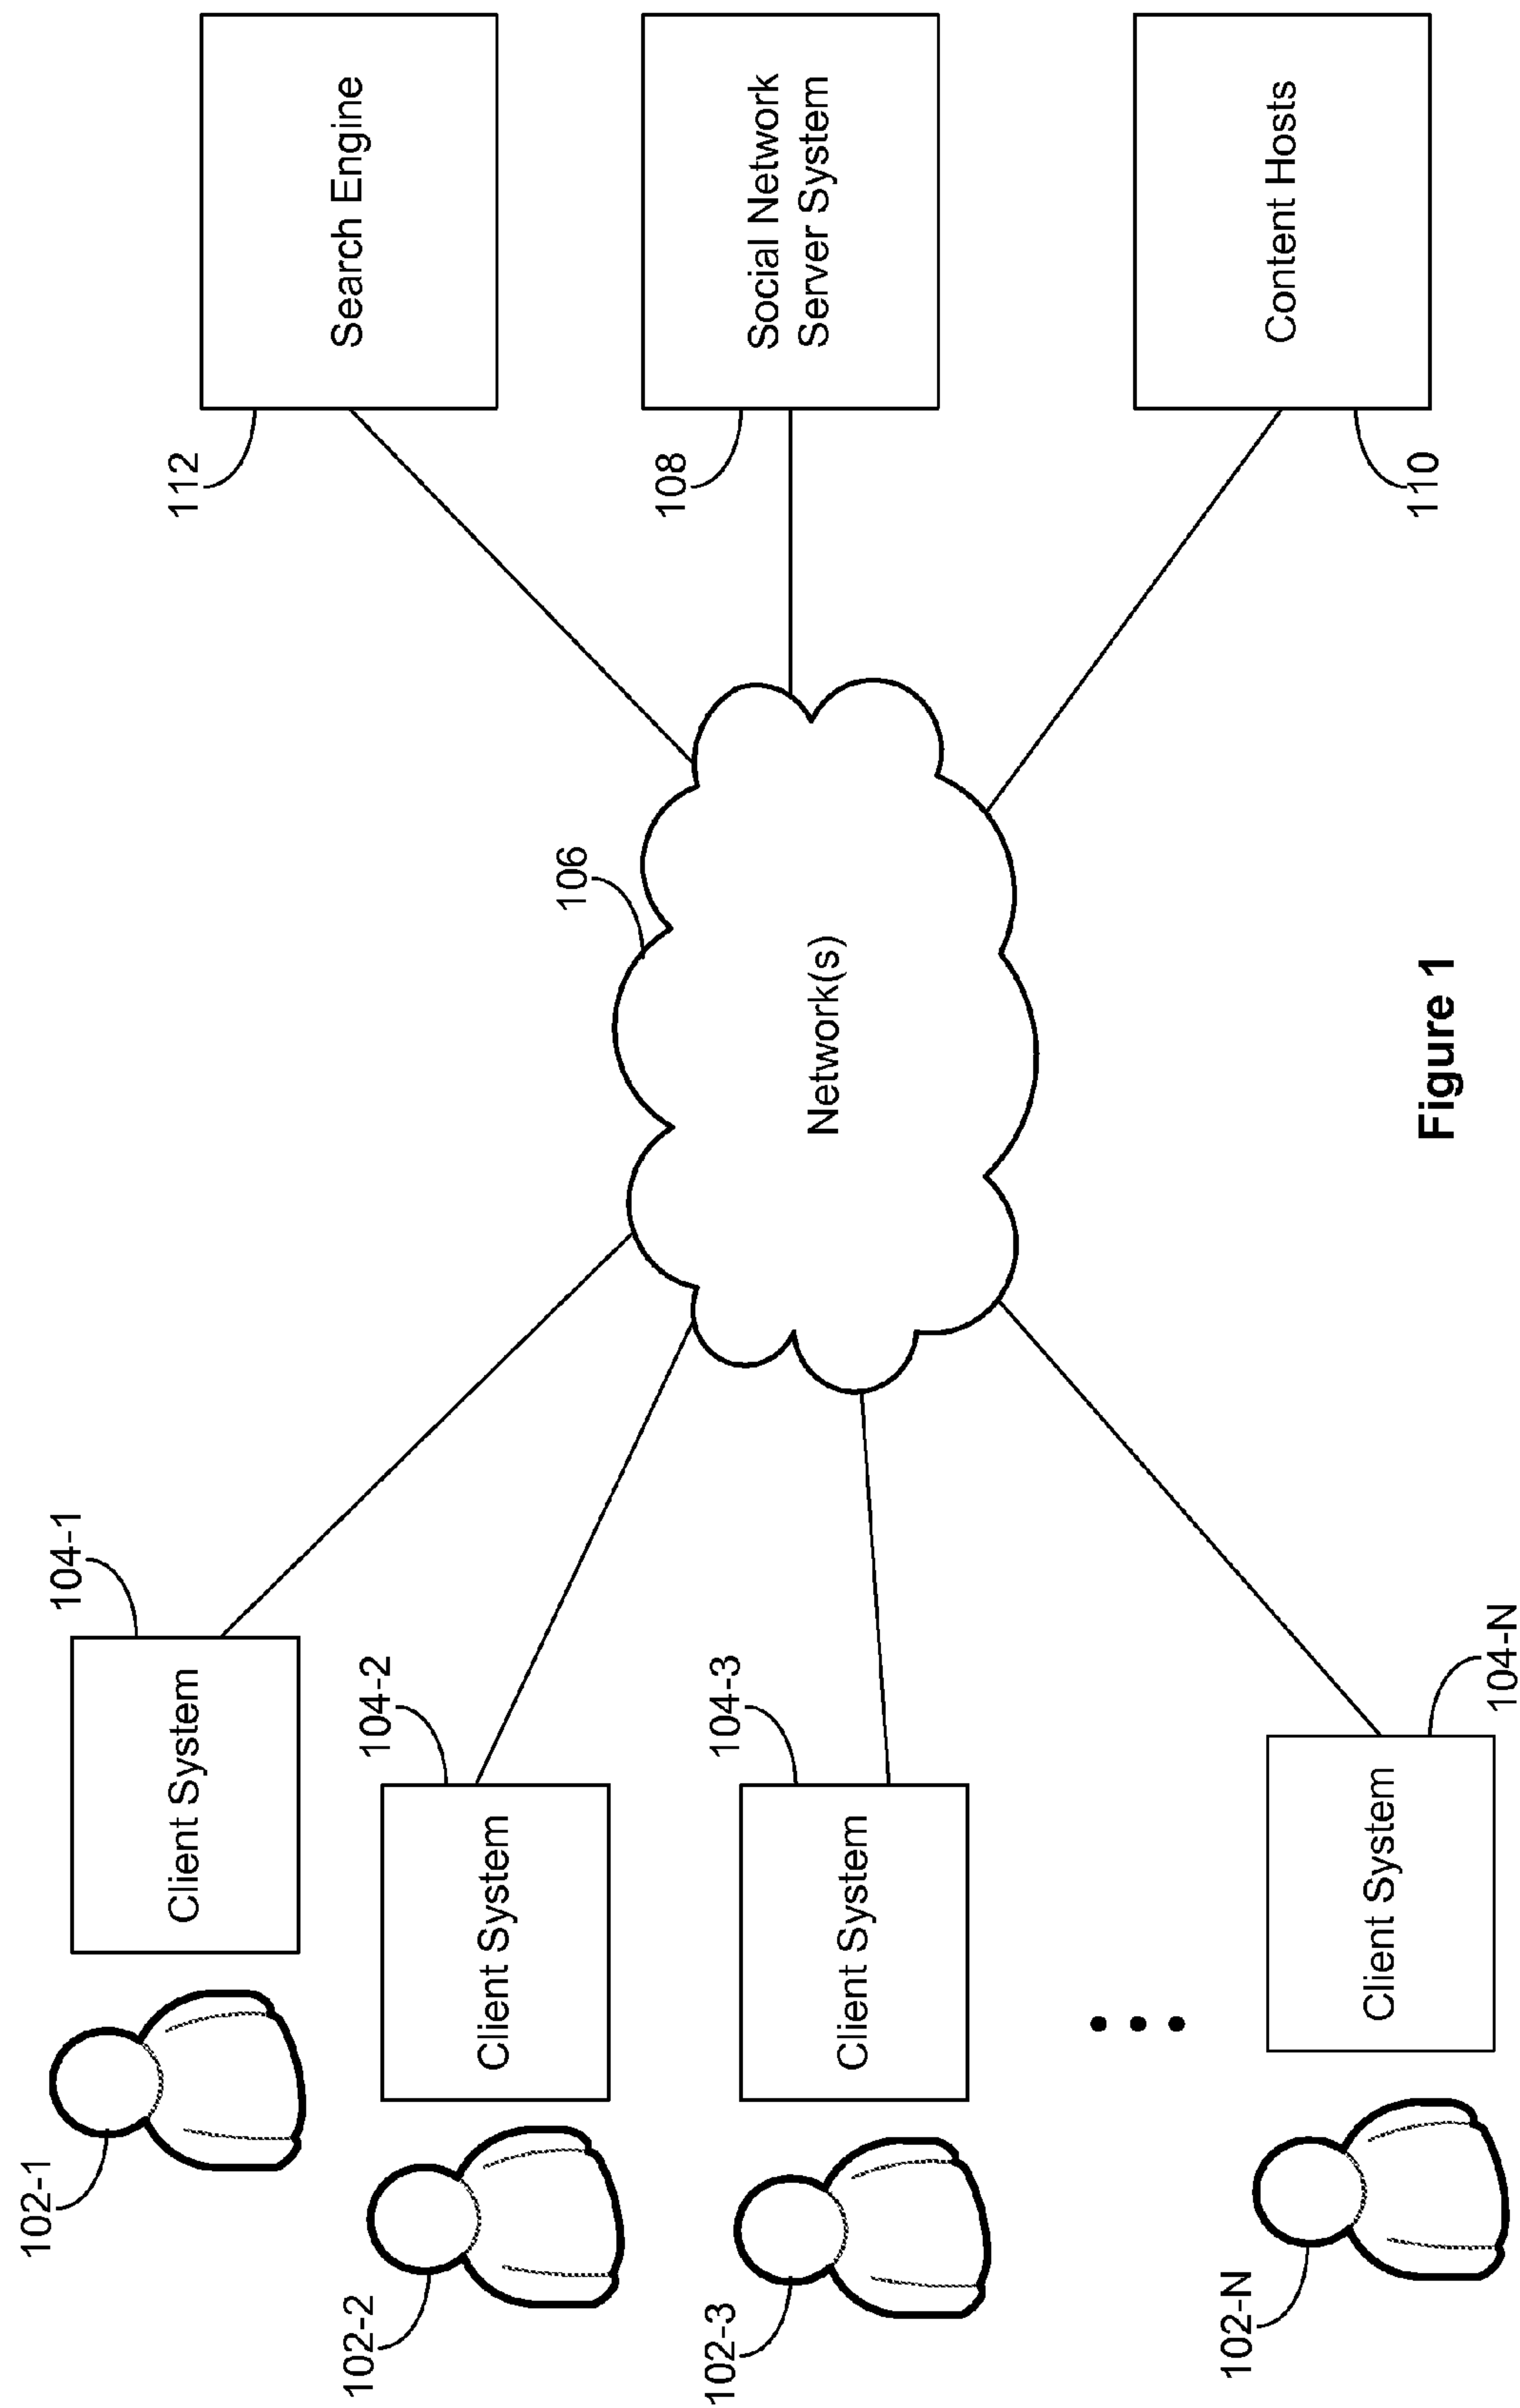 102-1
Client System
104-1
102-2
Client System
104-2
102-3
Client System
104-3
102-N
Client System
104-N
106
Network(s)
112
Search Engine
108
Social Network
Server System
110
Content Hosts
Figure 1